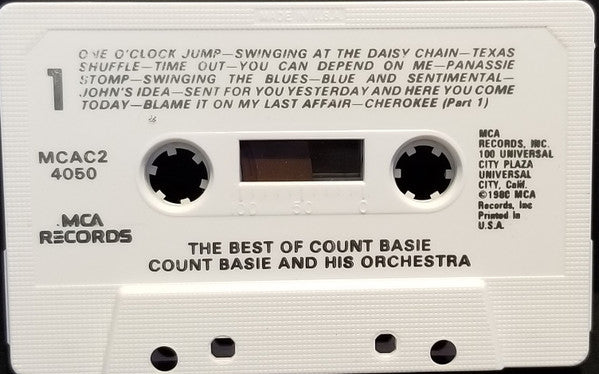 MADE IN U.S.A.
1
ONE O'CLOCK JUMP—SWINGING AT THE DAISY CHAIN—TEXAS
SHUFFLE—TIME OUT—YOU CAN DEPEND ON ME—PANASSIE
STOMP—SWINGING THE BLUES—BLUE AND SENTIMENTAL—
JOHN'S IDEA—SENT FOR YOU YESTERDAY AND HERE YOU COME
TODAY—BLAME IT ON MY LAST AFFAIR—CHEROKEE (Part 1)
MCAC2
4050
MCA
RECORDS
MCA
RECORDS, INC.
100 UNIVERSAL
CITY PLAZA
UNIVERSAL
CITY, Calif.
©1980 MCA
Records, Inc
Printed in
U.S.A.
50
0
THE BEST OF COUNT BASIE
COUNT BASIE AND HIS ORCHESTRA